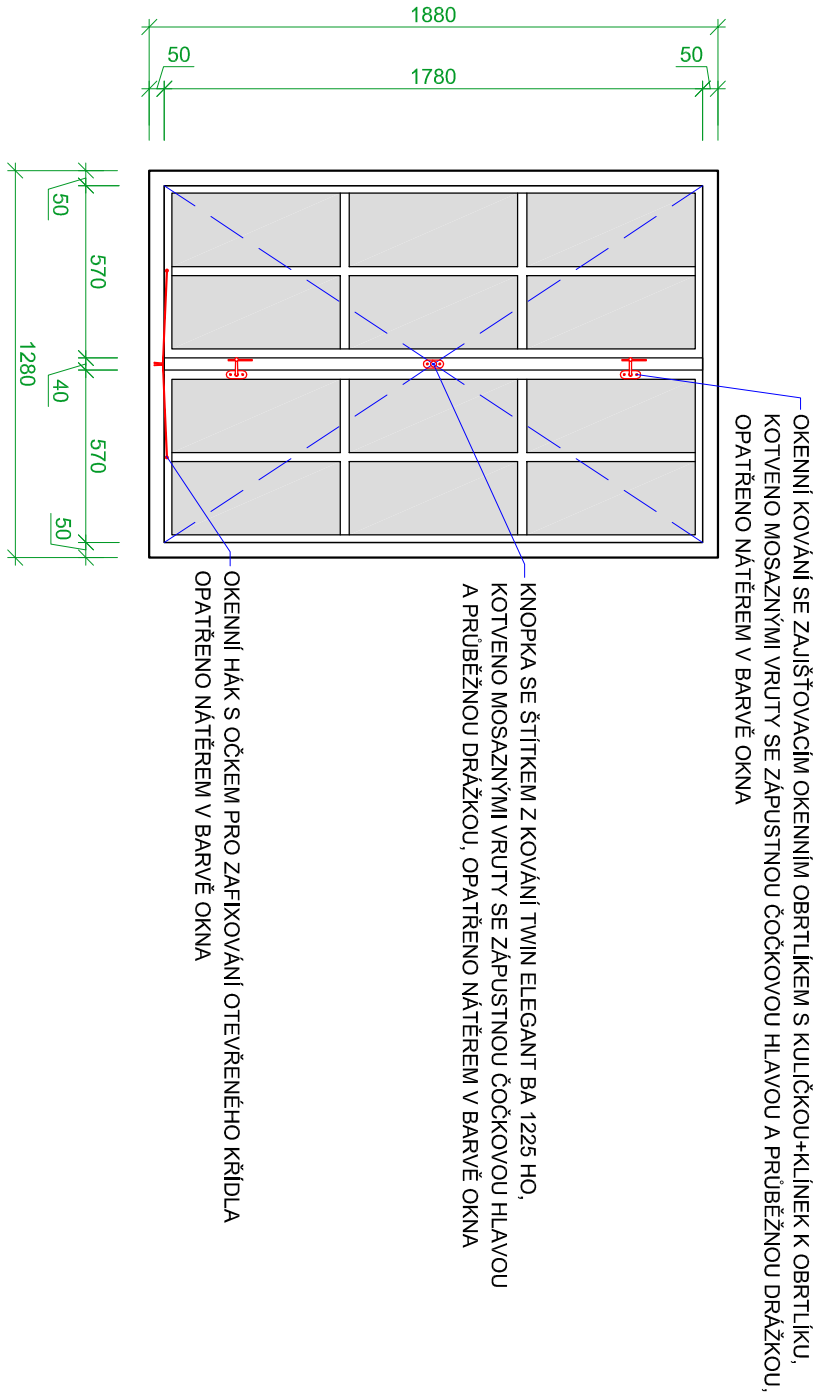 1880
50
1780
50
50
570
1280
40
570
50
OKENNÍ KOVÁNÍ SE ZAJIŠŤOVACÍM OKENNÍM OBRTLÍKEM S KULIČKOU+KLÍNEK K OBRTLÍKU,
KOTVENO MOSAZNÝMI VRUTY SE ZÁPUSTNOU ČOČKOVOU HLAVOU A PRŮBĚŽNOU DRÁŽKOU,
OPATŘENO NÁTĚREM V BARVĚ OKNA
KNOPKA SE ŠTÍTKEM Z KOVÁNÍ TWIN ELEGANT BA 1225 HO,
KOTVENO MOSAZNÝMI VRUTY SE ZÁPUSTNOU ČOČKOVOU HLAVOU
A PRŮBĚŽNOU DRÁŽKOU, OPATŘENO NÁTĚREM V BARVĚ OKNA
OKENNÍ HÁK S OČKEM PRO ZAFIXOVÁNÍ OTEVŘENÉHO KŘÍDLA
OPATŘENO NÁTĚREM V BARVĚ OKNA